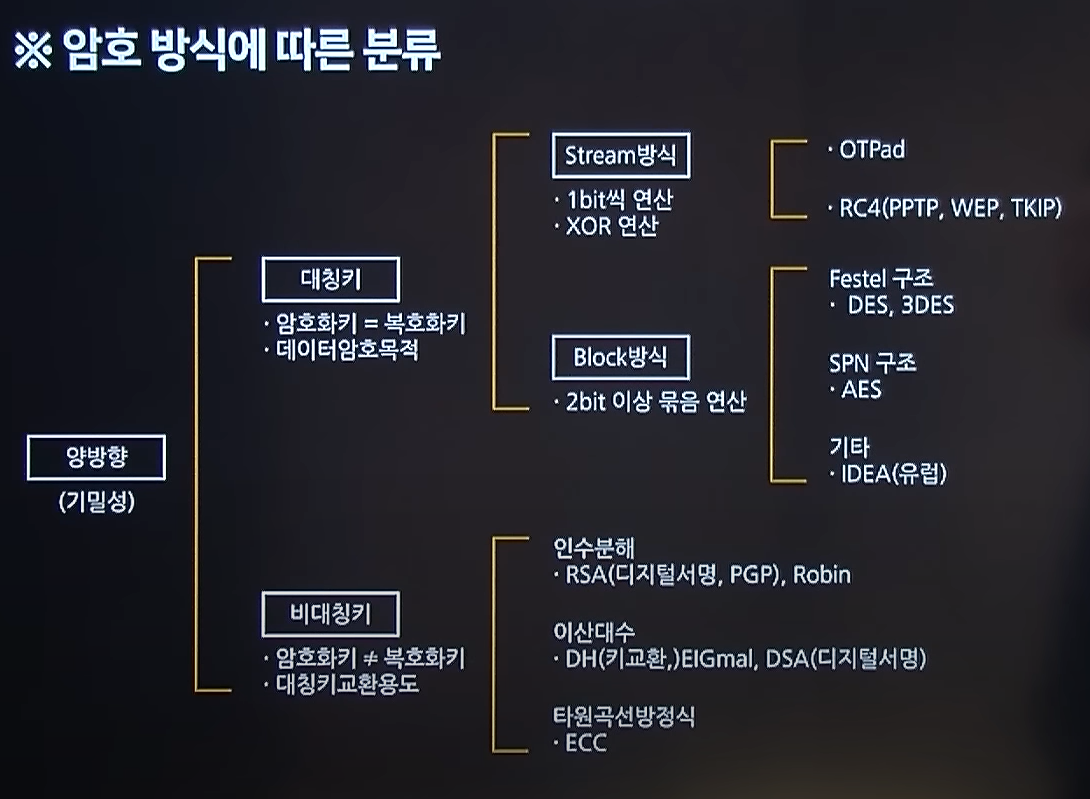 ※ 암호 방식에 따른 분류
양방향
(기밀성)
대칭키
· 암호화키 = 복호화키
· 데이터암호목적
Stream방식
· 1bit씩 연산
· XOR 연산
· OTPad
· RC4(PPTP, WEP, TKIP)
Block방식
· 2bit 이상 묶음 연산
Festel 구조
· DES, 3DES
SPN 구조
· AES
기타
· IDEA(유럽)
비대칭키
· 암호화키 ≠ 복호화키
· 대칭키교환용도
인수분해
· RSA(디지털서명, PGP), Robin
이산대수
· DH(키교환,)ElGmal, DSA(디지털서명)
타원곡선방정식
· ECC